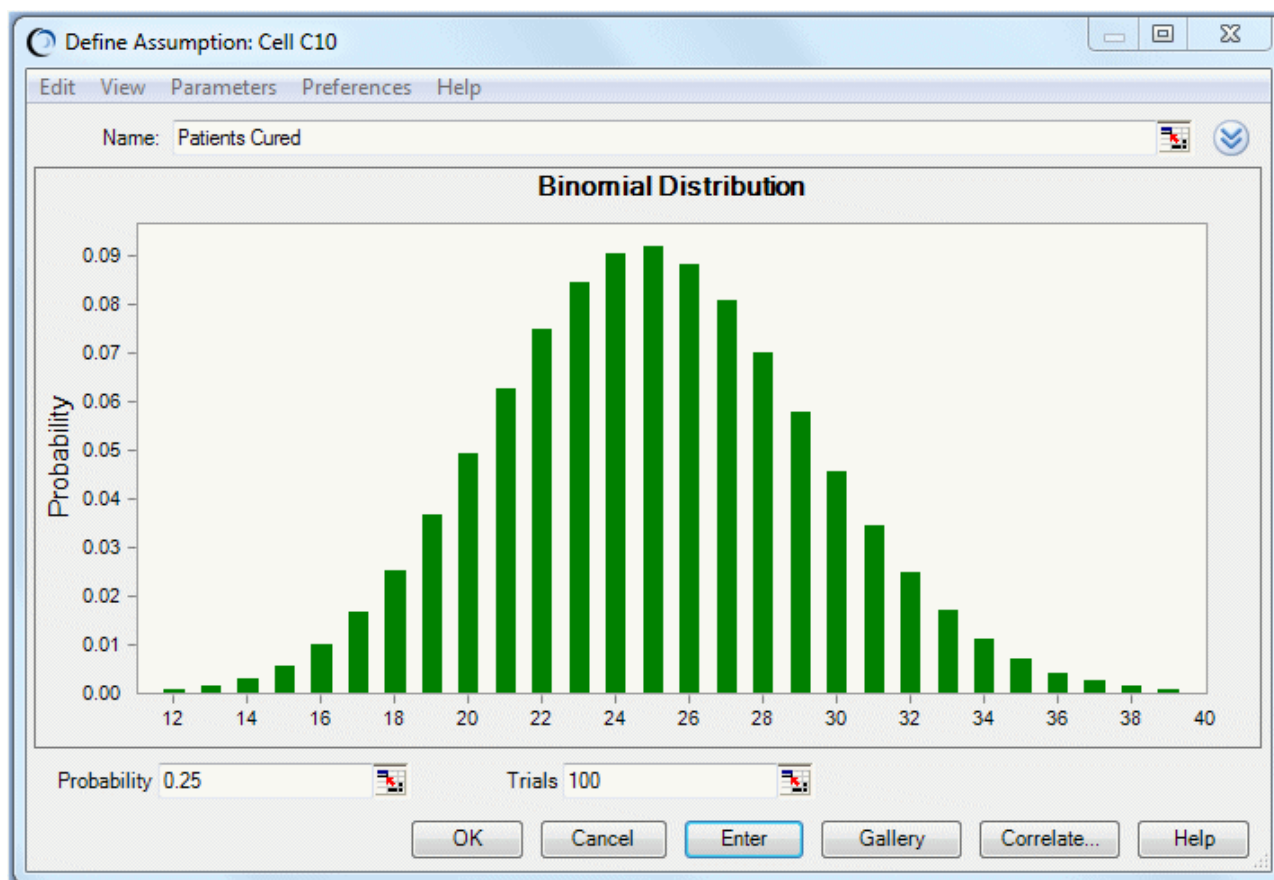 Define Assumption: Cell C10
Edit View Parameters Preferences Help
Name: Patients Cured
Binomial Distribution
Probability
0.09
0.08
0.07
0.06
0.05
0.04
0.03
0.02
0.01
0.00
12 14 16 18 20 22 24 26 28 30 32 34 36 38 40
Probability 0.25 Trials 100
OK Cancel Enter Gallery Correlate... Help